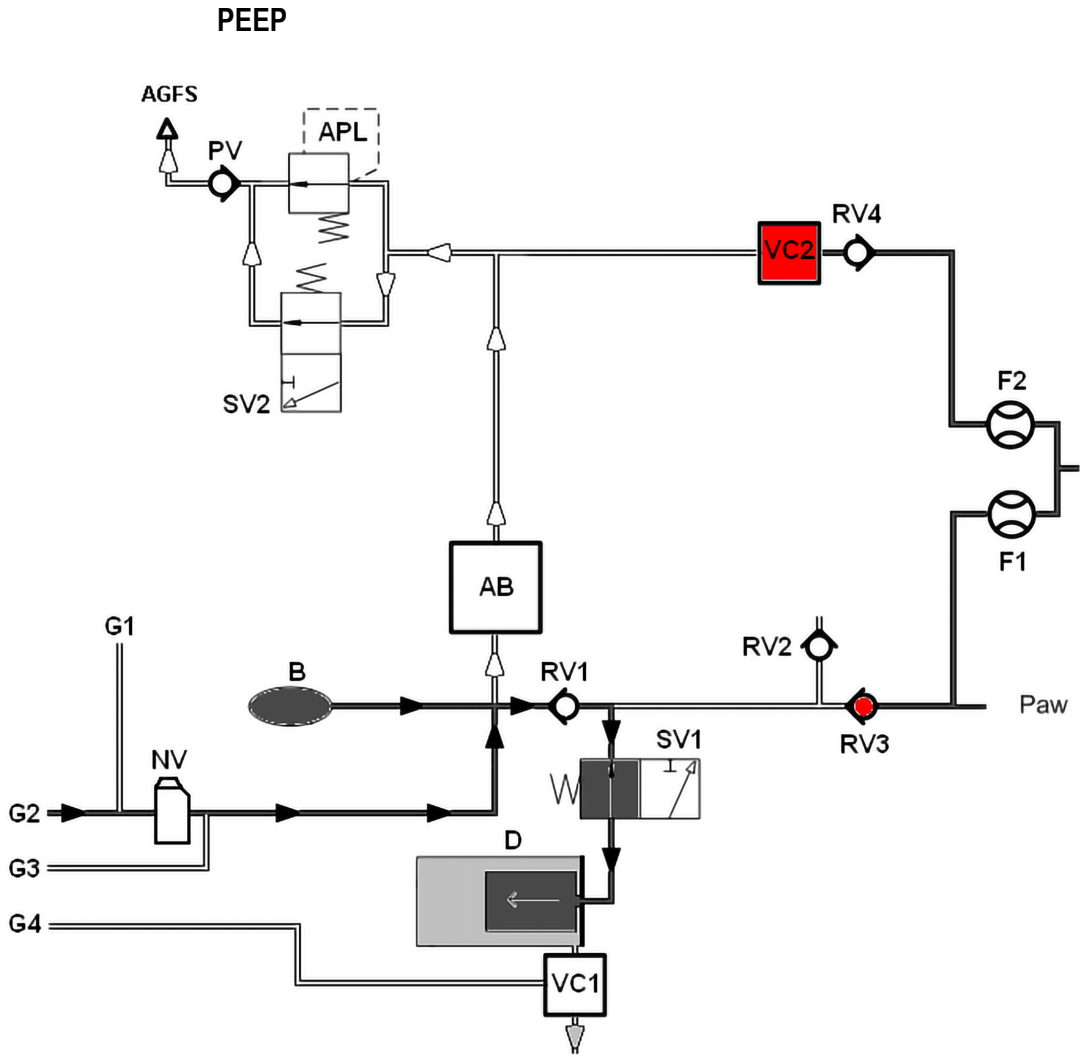 PEEP
AGFS
APL
PV
RV4
VC2
F2
SV2
F1
AB
G1
RV2
B
RV1
Paw
RV3
SV1
NV
G2
D
G3
G4
VC1